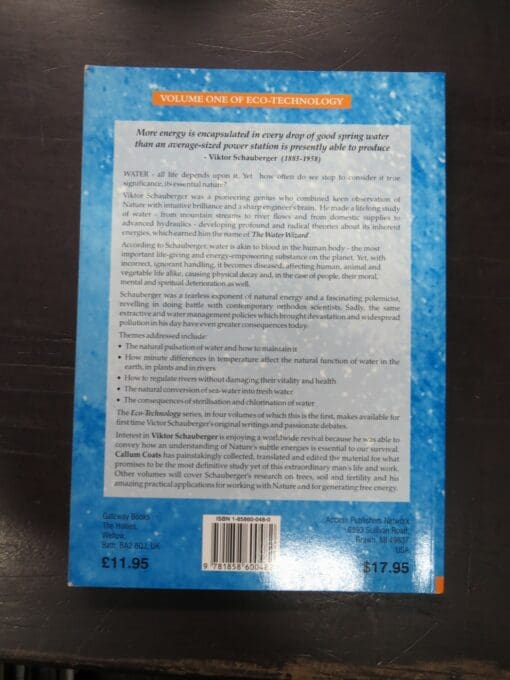 VOLUME ONE OF ECO-TECHNOLOGY
More energy is encapsulated in every drop of good spring water
than an average-sized power station is presently able to produce
- Viktor Schauberger (1885-1958)
WATER - all life depends upon it. Yet how often do we stop to consider it true
significance, its essential nature?
Viktor Schauberger was a pioneering genius who combined keen observation of
Nature with intuitive brilliance and a sharp engineer's brain. He made a lifelong study
of water - from mountain streams to river flows and from domestic supplies to
advanced hydraulics - developing profound and radical theories about its inherent
energies, which earned him the name of The Water Wizard.
According to Schauberger, water is akin to blood in the human body - the most
important life-giving and energy-empowering substance on the planet. Yet, with
incorrect, ignorant handling, it becomes diseased, affecting human, animal and
vegetable life alike, causing physical decay and, in the case of people, their moral,
mental and spiritual deterioration as well.
Schauberger was a fearless exponent of natural energy and a fascinating polemicist,
revelling in doing battle with contemporary orthodox scientists. Sadly, the same
extractive and water management policies which brought devastation and widespread
pollution in his day have even greater consequences today.
Themes addressed include:
• The natural pulsation of water and how to maintain it
• How minute differences in temperature affect the natural function of water in the
earth, in plants and in rivers
• How to regulate rivers without damaging their vitality and health
• The natural conversion of sea-water into fresh water
• The consequences of sterilisation and chlorination of water
The Eco-Technology series, in four volumes of which this is the first, makes available for
first time Victor Schauberger's original writings and passionate debates.
Interest in Viktor Schauberger is enjoying a worldwide revival because he was able to
convey how an understanding of Nature's subtle energies is essential to our survival.
Callum Coats has painstakingly collected, translated and edited the material for what
promises to be the most definitive study yet of this extraordinary man's life and work.
Other volumes will cover Schauberger's research on trees, soil and fertility and his
amazing practical applications for working with Nature and for generating free energy.
Gateway Books
The Hollies,
Wellow,
Bath, BA2 8QJ, UK
£11.95
ISBN 1-85860-048-0
9 781858 60048
Access Publishers Network
6893 Sullivan Road,
Grawn, MI 49637
USA
$17.95